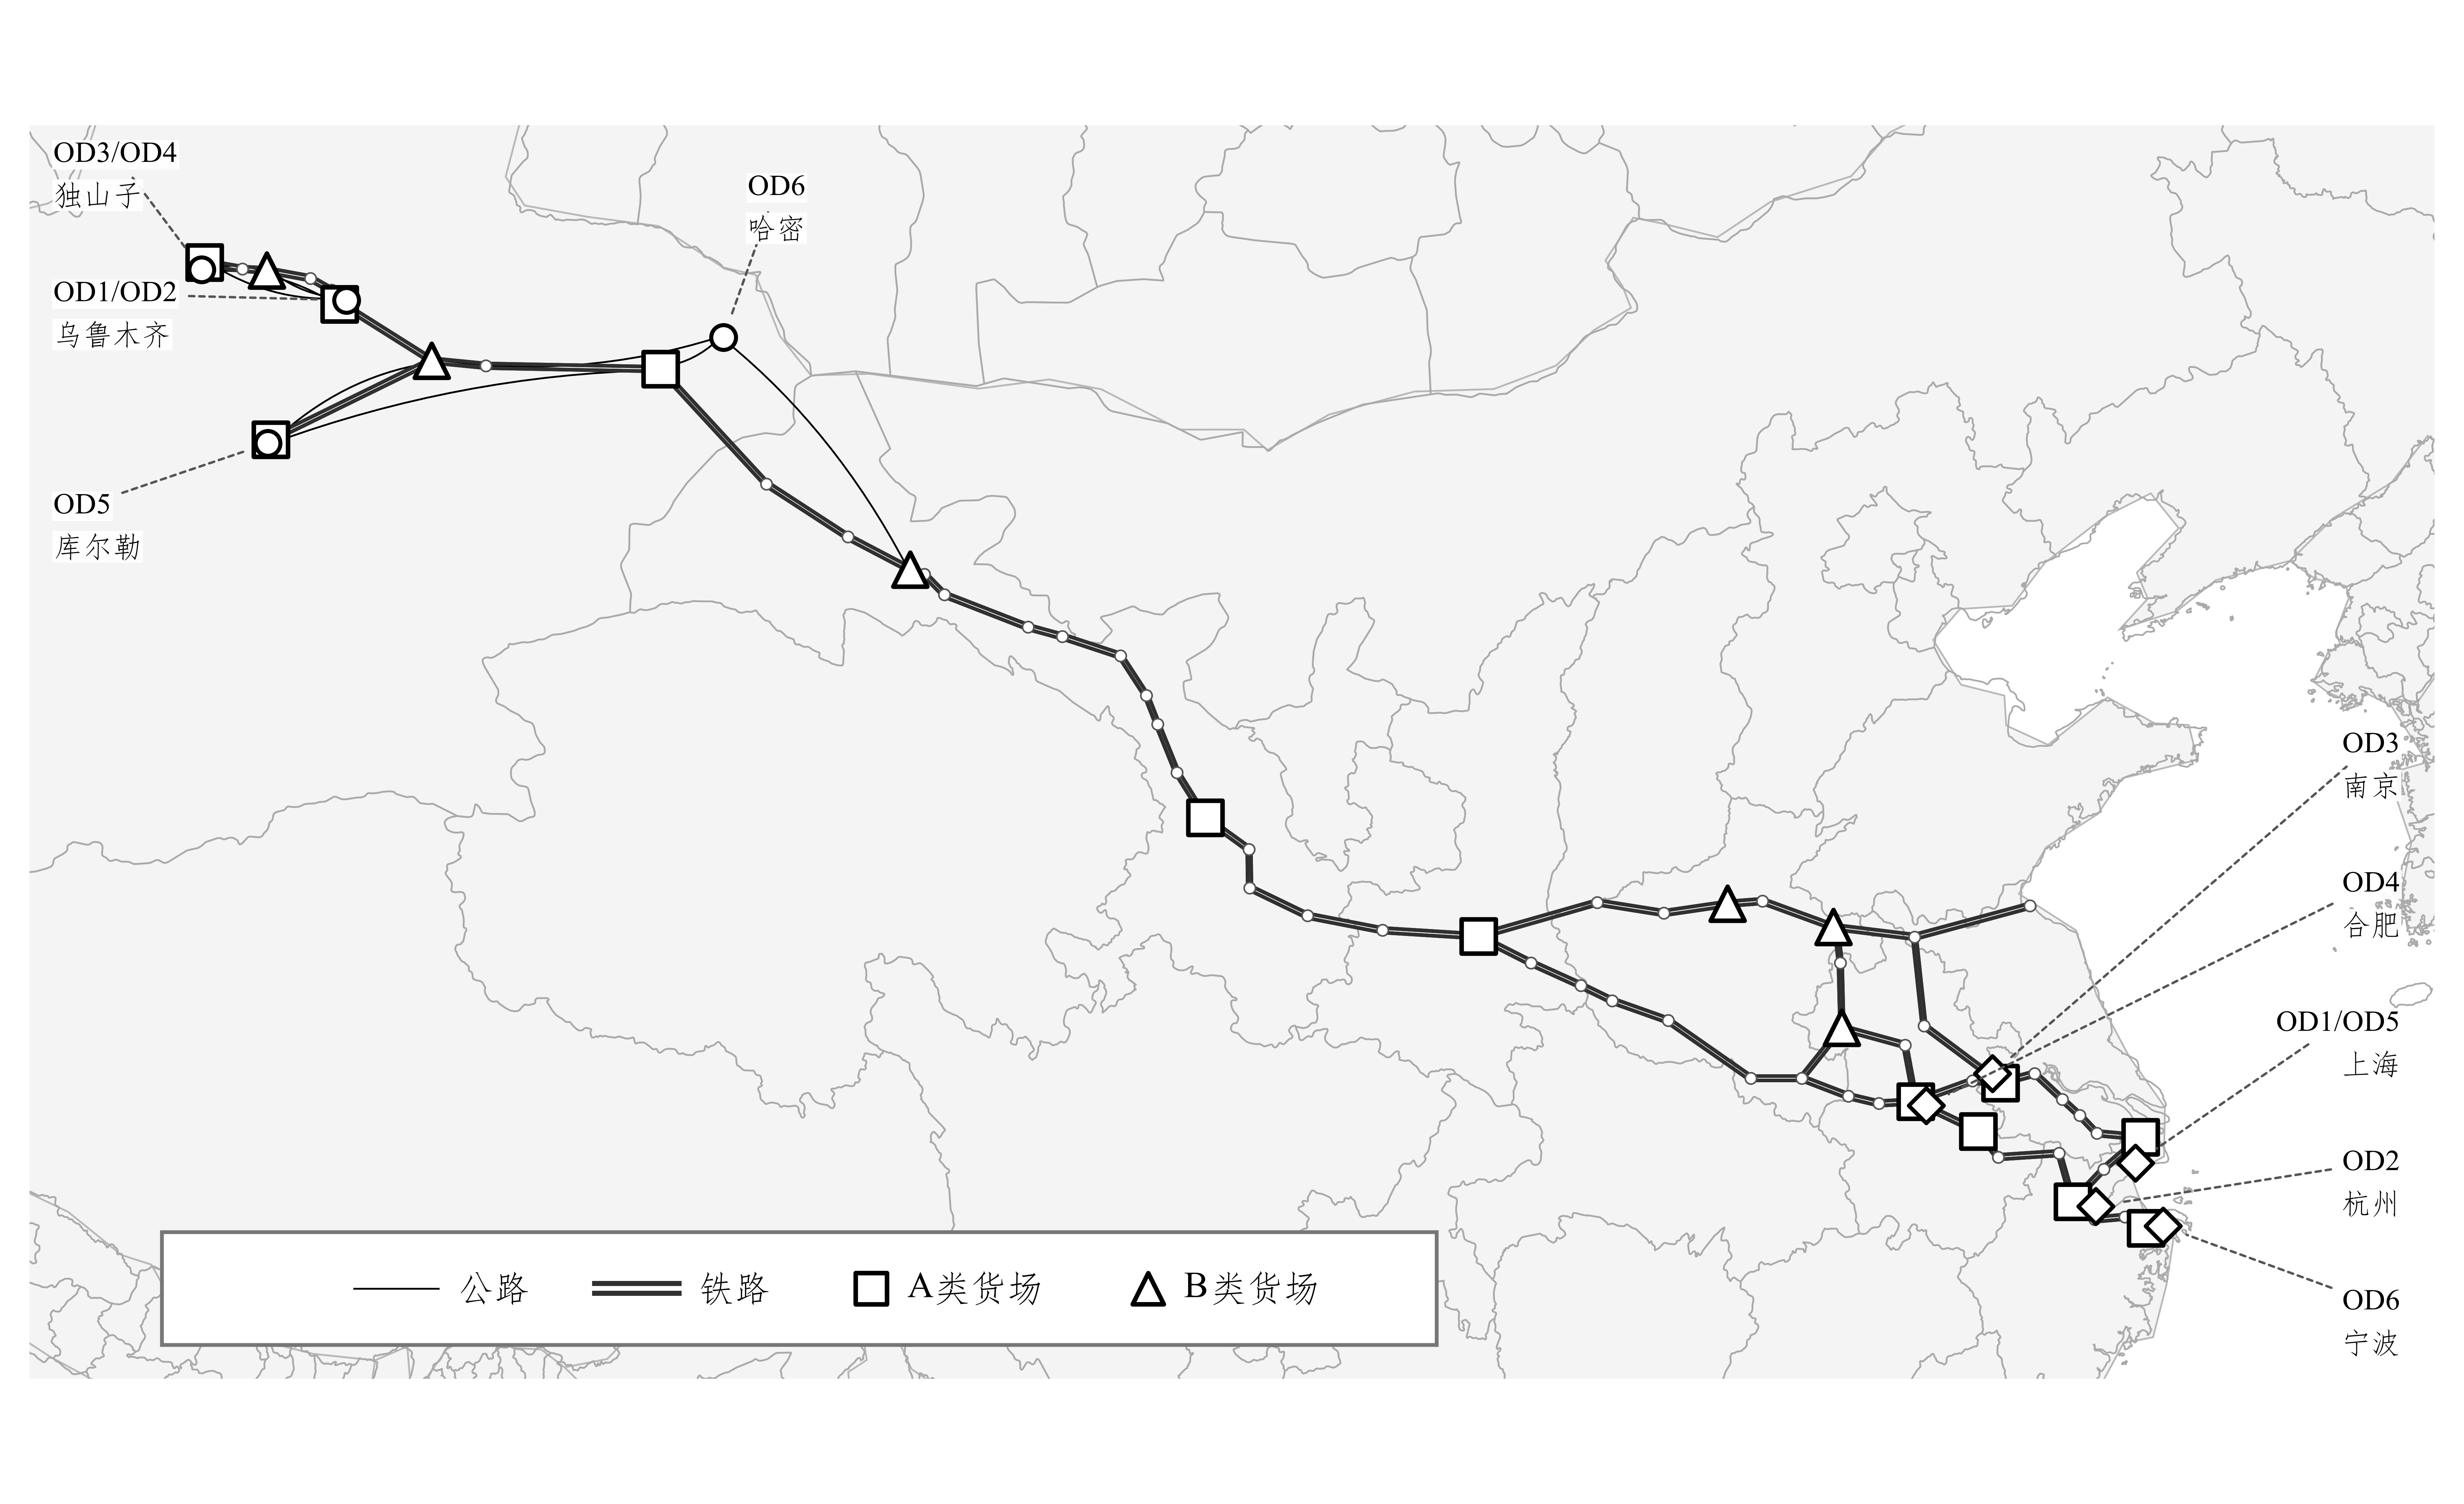 OD3/OD4
独山子
OD6
哈密
OD1/OD2
乌鲁木齐
OD5
库尔勒
OD3
南京
OD4
合肥
OD1/OD5
上海
OD2
杭州
OD6
宁波
公路 铁路 A类货场 B类货场